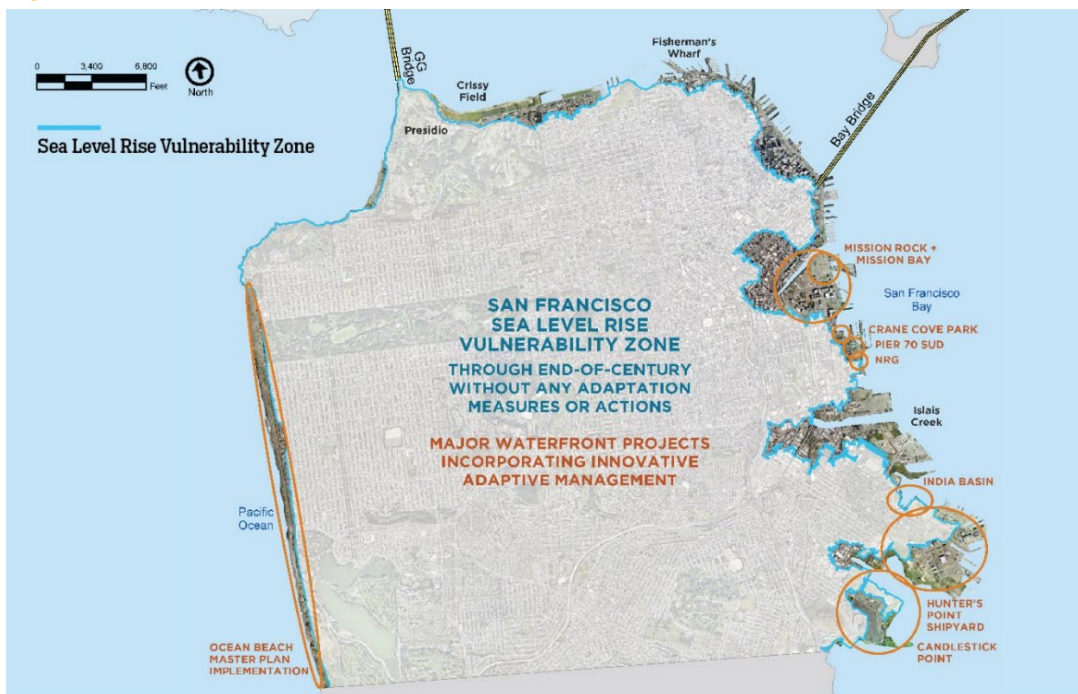 0 3,400 6,800
Feet
North
Sea Level Rise Vulnerability Zone
GG
Bridge
Crissy
Field
Presidio
Fisherman's
Wharf
Bay Bridge
MISSION ROCK +
MISSION BAY
San Francisco
Bay
CRANE COVE PARK
PIER 70 SUD
NRG
SAN FRANCISCO
SEA LEVEL RISE
VULNERABILITY ZONE
THROUGH END-OF-CENTURY
WITHOUT ANY ADAPTATION
MEASURES OR ACTIONS
MAJOR WATERFRONT PROJECTS
INCORPORATING INNOVATIVE
ADAPTIVE MANAGEMENT
Islais
Creek
INDIA BASIN
Pacific
Ocean
HUNTER'S
POINT
SHIPYARD
CANDLESTICK
POINT
OCEAN BEACH
MASTER PLAN
IMPLEMENTATION